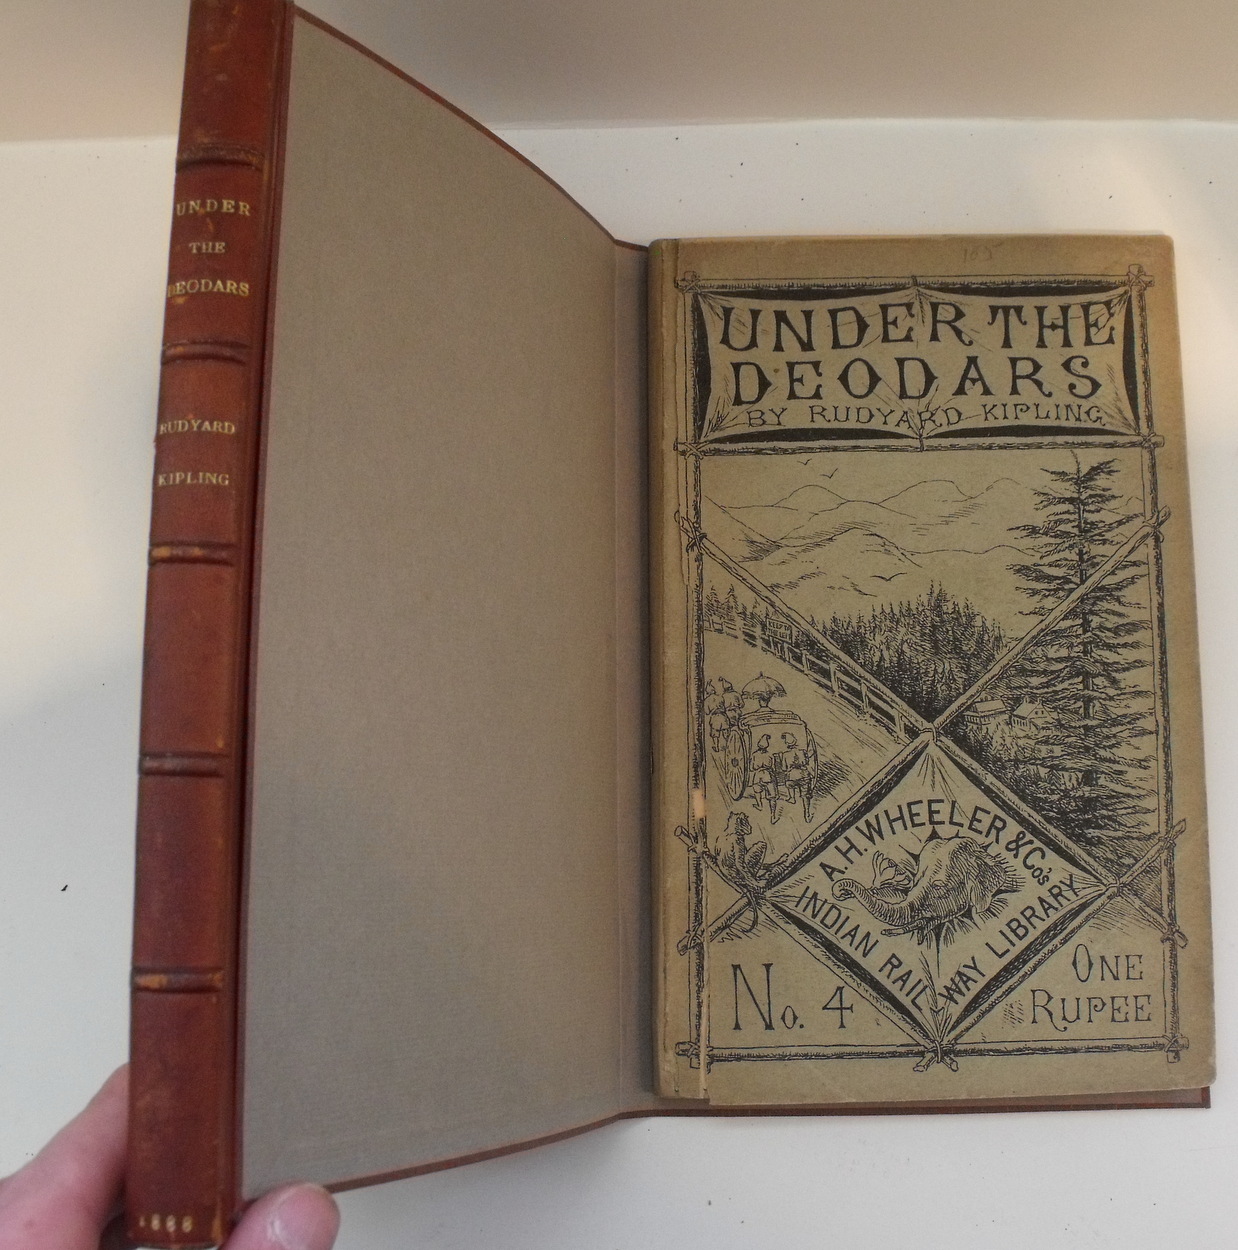 UNDER
THE
DEODARS
RUDYARD
KIPLING
1888
105
UNDER THE
DEODARS
BY RUDYARD KIPLING
A.H. WHEELER & Co's
INDIAN RAILWAY LIBRARY
No. 4
ONE
RUPEE